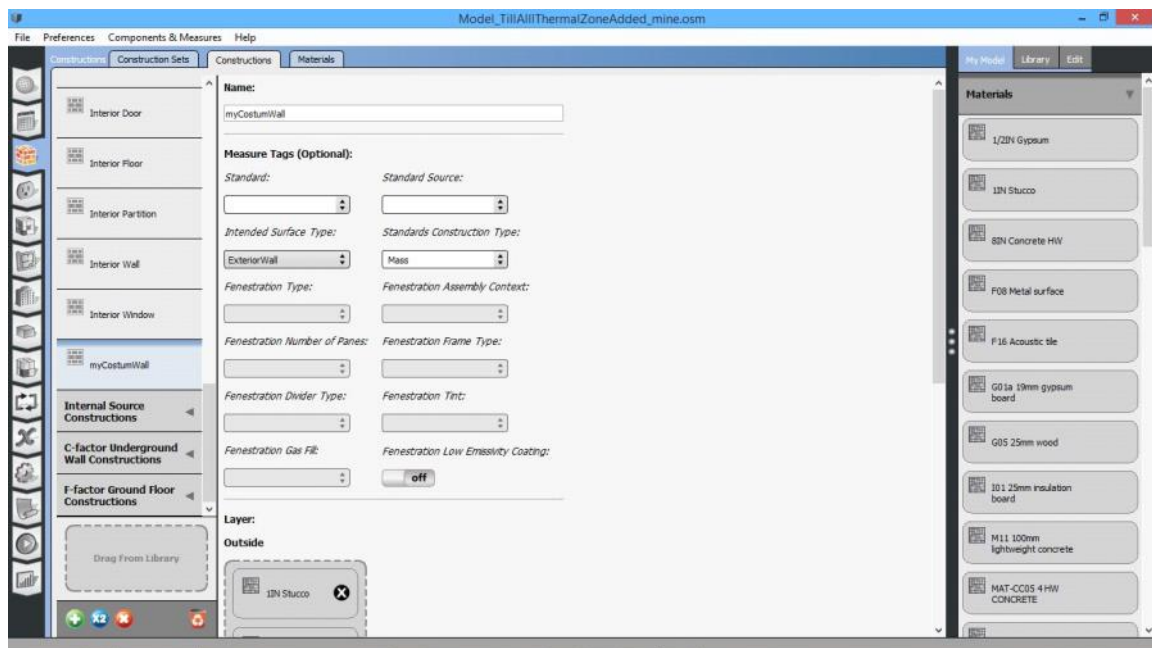 Model_TillAllIThermalZoneAdded_mine.osm
File Preferences Components & Measures Help
Constructions Construction Sets Constructions Materials
My Model Library Edit
Interior Door
Interior Floor
Interior Partition
Interior Wall
Interior Window
myCostumWall
Internal Source
Constructions
C-factor Underground
Wall Constructions
F-factor Ground Floor
Constructions
Drag From Library
x2
Name:
myCostumWall
Measure Tags (Optional):
Standard: Standard Source:
Intended Surface Type: Standards Construction Type:
ExteriorWall Mass
Fenestration Type: Fenestration Assembly Context:
Fenestration Number of Panes: Fenestration Frame Type:
Fenestration Divider Type: Fenestration Tint:
Fenestration Gas Fill: Fenestration Low Emissivity Coating:
off
Layer:
Outside
1IN Stucco
Materials
1/2IN Gypsum
1IN Stucco
8IN Concrete HW
F08 Metal surface
F16 Acoustic tile
G01a 19mm gypsum
board
G05 25mm wood
I01 25mm insulation
board
M11 100mm
lightweight concrete
MAT-CC05 4 HW
CONCRETE